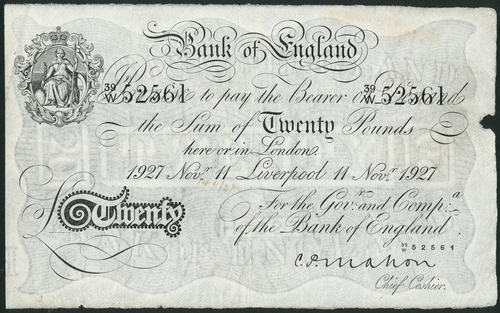 Bank of England
39/W 52561 39/W 52561
to pay the Bearer on Demand
the Sum of Twenty Pounds
here or in London.
1927 Novr. 11 Liverpool 11 Novr. 1927
For the Govr. and Compa.
£ Twenty
of the Bank of England
39/W 52561
C.P. Mahon
Chief Cashier.